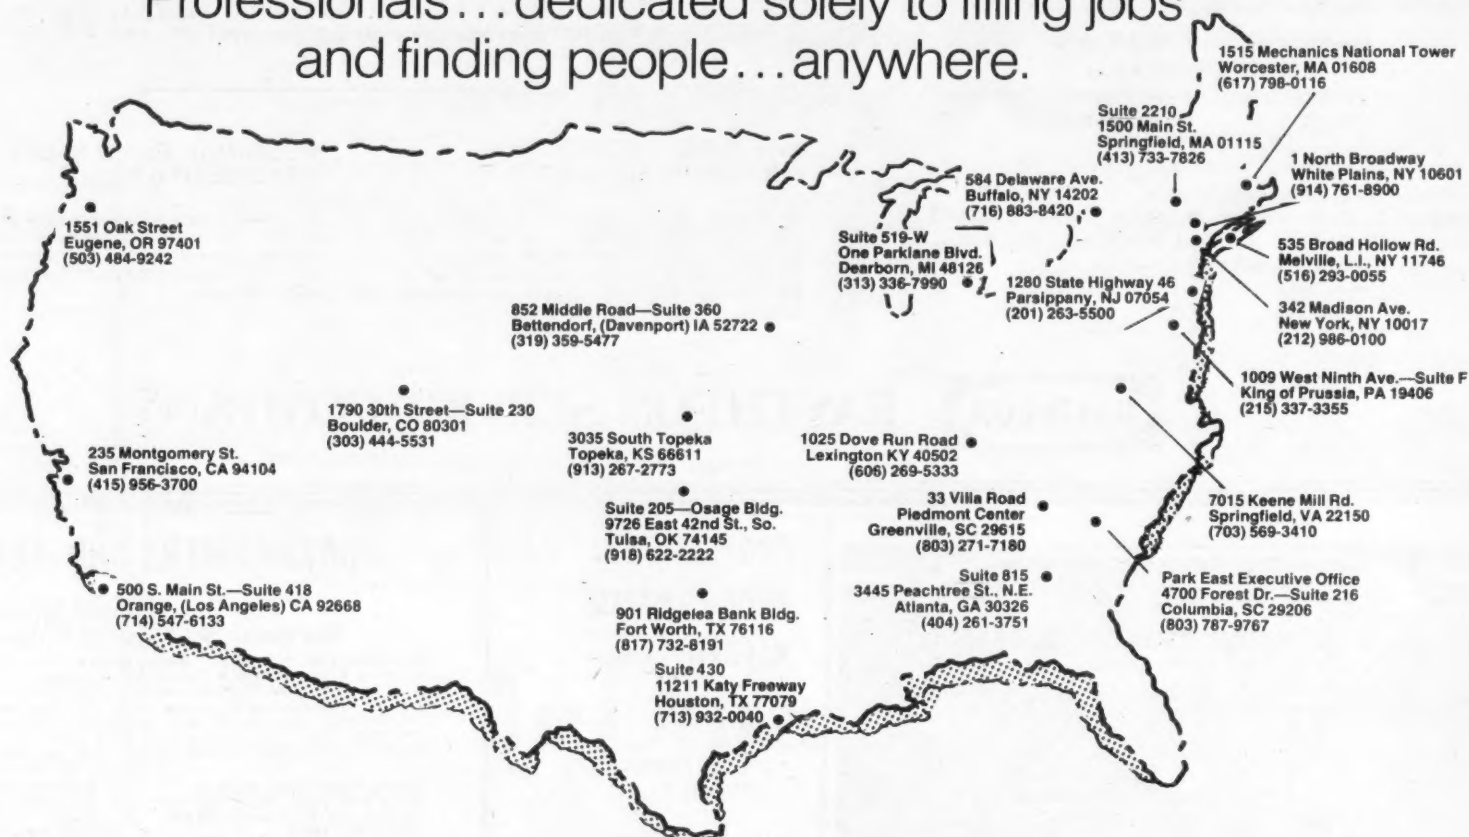 Professionals...dedicated solely to filling jobs
and finding people...anywhere.
1515 Mechanics National Tower
Worcester, MA 01608
(617) 798-0116
Suite 2210
1500 Main St.
Springfield, MA 01115
(413) 733-7826
1 North Broadway
White Plains, NY 10601
(914) 761-8900
584 Delaware Ave.
Buffalo, NY 14202
(716) 883-8420
1551 Oak Street
Eugene, OR 97401
(503) 484-9242
Suite 519-W
One Parklane Blvd.
Dearborn, MI 48126
(313) 336-7990
535 Broad Hollow Rd.
Melville, L.I., NY 11746
(516) 293-0055
1280 State Highway 46
Parsippany, NJ 07054
(201) 263-5500
852 Middle Road—Suite 360
Bettendorf, (Davenport) IA 52722
(319) 359-5477
342 Madison Ave.
New York, NY 10017
(212) 986-0100
1009 West Ninth Ave.—Suite F
King of Prussia, PA 19406
(215) 337-3355
1790 30th Street—Suite 230
Boulder, CO 80301
(303) 444-5531
3035 South Topeka
Topeka, KS 66611
(913) 267-2773
1025 Dove Run Road
Lexington KY 40502
(606) 269-5333
235 Montgomery St.
San Francisco, CA 94104
(415) 956-3700
Suite 205—Osage Bldg.
9726 East 42nd St., So.
Tulsa, OK 74145
(918) 622-2222
33 Villa Road
Piedmont Center
Greenville, SC 29615
(803) 271-7180
7015 Keene Mill Rd.
Springfield, VA 22150
(703) 569-3410
500 S. Main St.—Suite 418
Orange, (Los Angeles) CA 92668
(714) 547-6133
901 Ridgelea Bank Bldg.
Fort Worth, TX 76116
(817) 732-8191
Suite 815
3445 Peachtree St., N.E.
Atlanta, GA 30326
(404) 261-3751
Park East Executive Office
4700 Forest Dr.—Suite 216
Columbia, SC 29206
(803) 787-9767
Suite 430
11211 Katy Freeway
Houston, TX 77079
(713) 932-0040